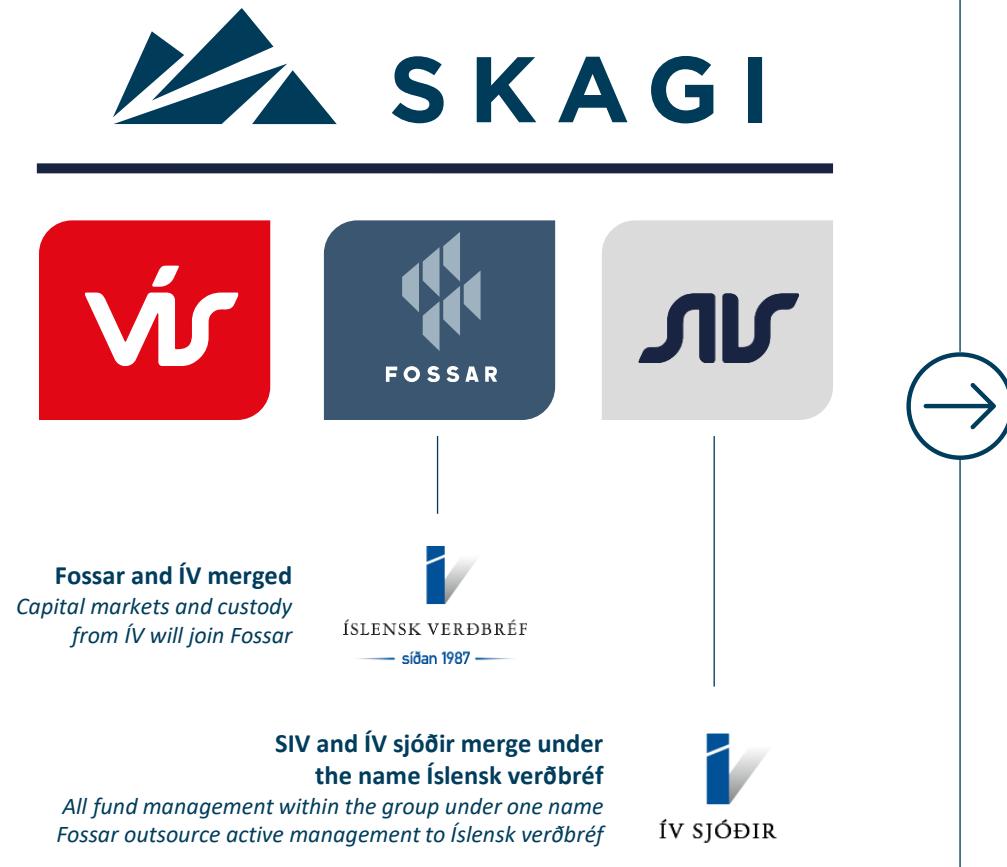 SKAGI
vís
FOSSAR
SIV
Fossar and ÍV merged
Capital markets and custody
from ÍV will join Fossar
ÍV
ÍSLENSK VERÐBRÉF
síðan 1987
SIV and ÍV sjóðir merge under
the name Íslensk verðbréf
All fund management within the group under one name
Fossar outsource active management to Íslensk verðbréf
ÍV
ÍV SJÓÐIR